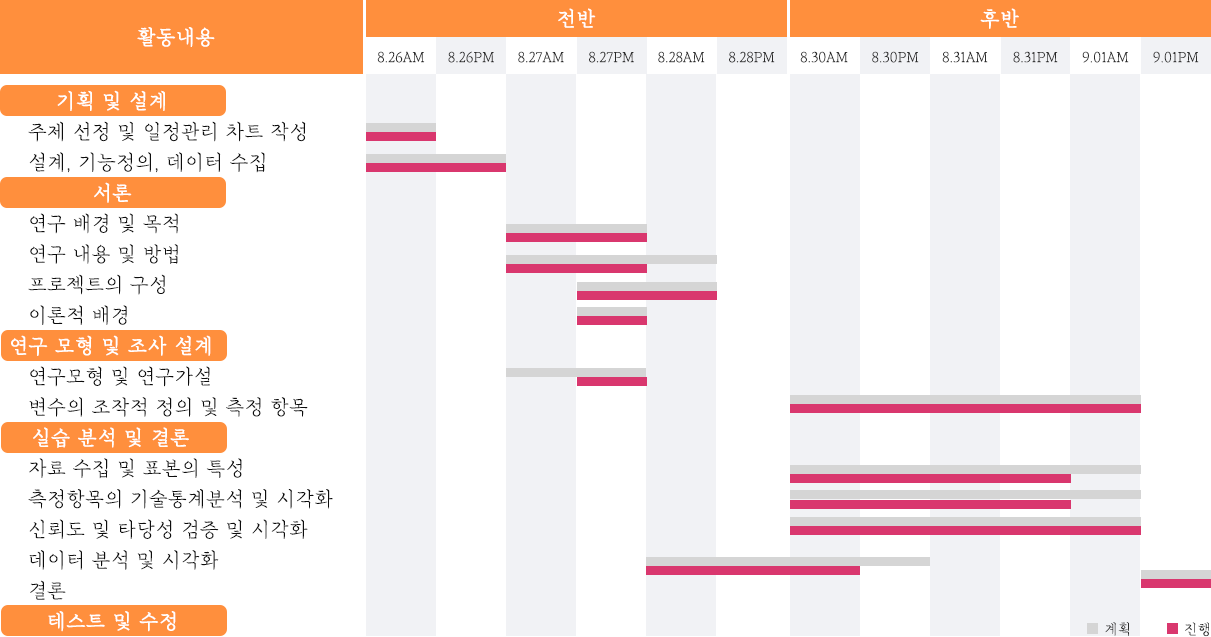 활동내용
전반
후반
8.26AM 8.26PM 8.27AM 8.27PM 8.28AM 8.28PM 8.30AM 8.30PM 8.31AM 8.31PM 9.01AM 9.01PM
기획 및 설계
주제 선정 및 일정관리 차트 작성
설계, 기능정의, 데이터 수집
서론
연구 배경 및 목적
연구 내용 및 방법
프로젝트의 구성
이론적 배경
연구 모형 및 조사 설계
연구모형 및 연구가설
변수의 조작적 정의 및 측정 항목
실습 분석 및 결론
자료 수집 및 표본의 특성
측정항목의 기술통계분석 및 시각화
신뢰도 및 타당성 검증 및 시각화
데이터 분석 및 시각화
결론
테스트 및 수정
계획 진행